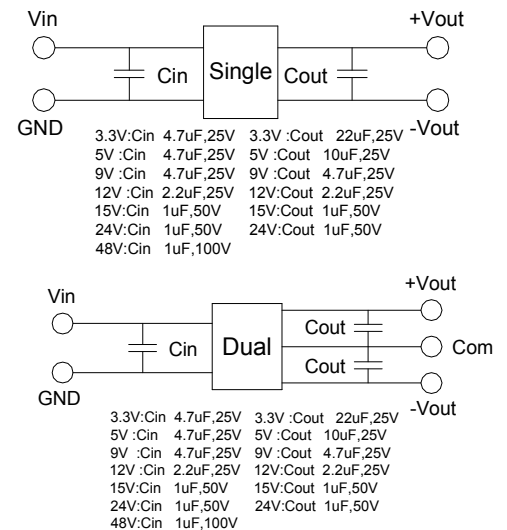 Vin +Vout
Cin Single Cout
GND -Vout
3.3V:Cin 4.7uF,25V 3.3V :Cout 22uF,25V
5V :Cin 4.7uF,25V 5V :Cout 10uF,25V
9V :Cin 4.7uF,25V 9V :Cout 4.7uF,25V
12V :Cin 2.2uF,25V 12V:Cout 2.2uF,25V
15V:Cin 1uF,50V 15V:Cout 1uF,50V
24V:Cin 1uF,50V 24V:Cout 1uF,50V
48V:Cin 1uF,100V
+Vout
Vin
Cout
Cin Dual Com
Cout
GND -Vout
3.3V:Cin 4.7uF,25V 3.3V :Cout 22uF,25V
5V :Cin 4.7uF,25V 5V :Cout 10uF,25V
9V :Cin 4.7uF,25V 9V :Cout 4.7uF,25V
12V :Cin 2.2uF,25V 12V:Cout 2.2uF,25V
15V:Cin 1uF,50V 15V:Cout 1uF,50V
24V:Cin 1uF,50V 24V:Cout 1uF,50V
48V:Cin 1uF,100V